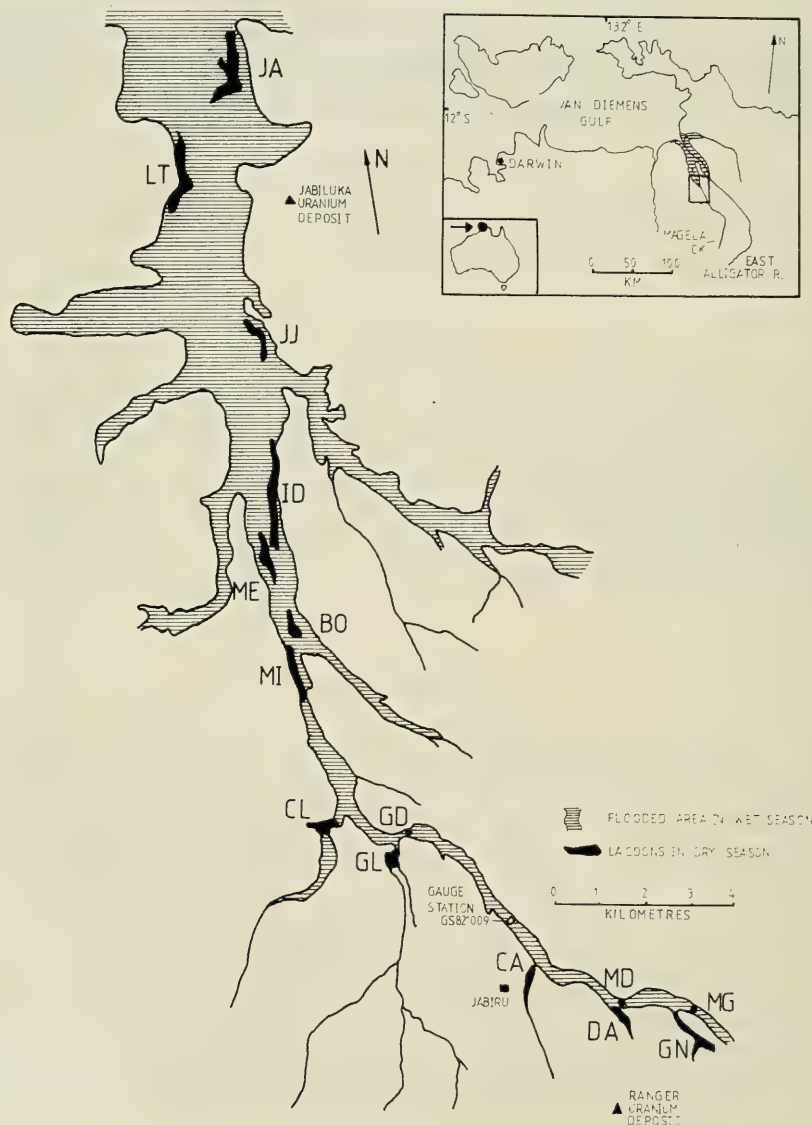 JA
LT
N
JABILUKA
URANIUM
DEPOSIT
132° E
N
12° S
VAN DIEMENS
GULF
DARWIN
MAGELA
CK
EAST
ALLIGATOR R.
0 50 100
KM
JJ
ID
ME
BO
MI
CL
GD
GL
FLOODED AREA IN WET SEASON
LAGOONS IN DRY SEASON
0 1 2 3 4
KILOMETRES
GAUGE
STATION
GS82 009
CA
JABIRU
MD
MG
DA
GN
RANGER
URANIUM
DEPOSIT